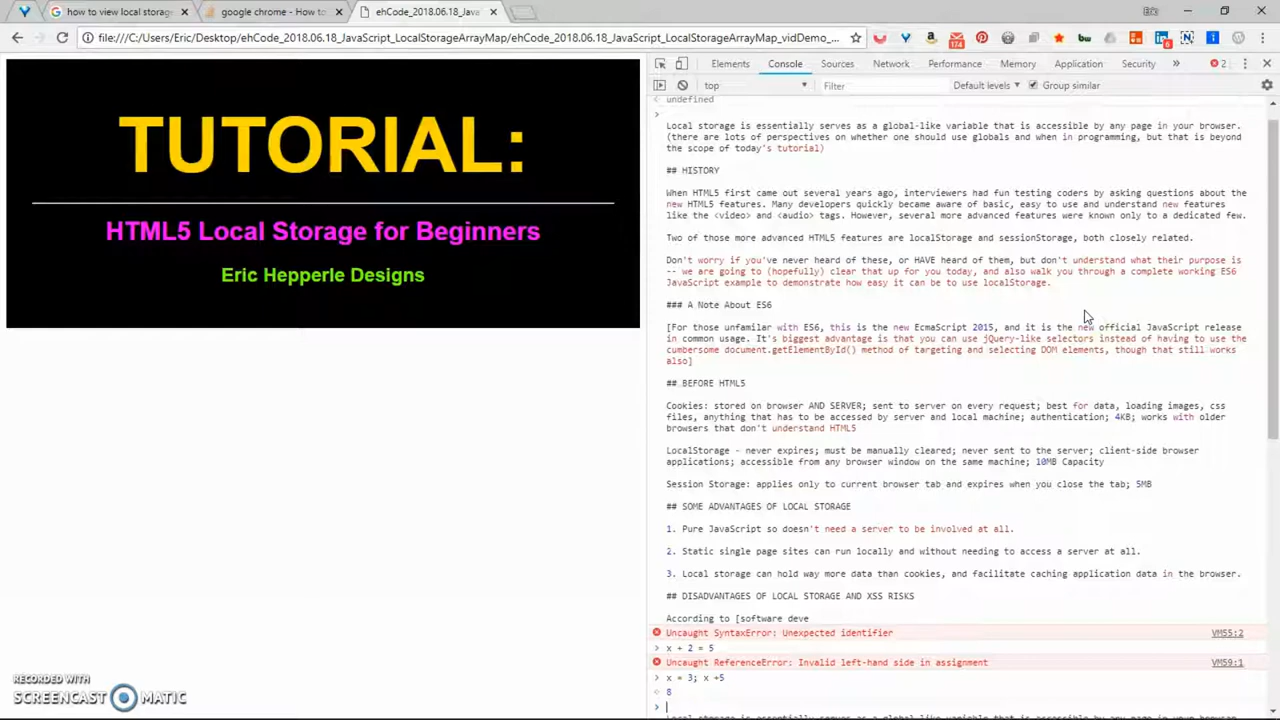 how to view local storag
google chrome - How to
ehCode_2018.06.18_Java
file:///C:/Users/Eric/Desktop/ehCode_2018.06.18_JavaScript_LocalStorageArrayMap/ehCode_2018.06.18_JavaScript_LocalStorageArrayMap_vidDemo_...
174
6
Elements Console Sources Network Performance Memory Application Security » 2
top Filter Default levels Group similar
TUTORIAL:
HTML5 Local Storage for Beginners
Eric Hepperle Designs
undefined
Local storage is essentially serves as a global-like variable that is accessible by any page in your browser.
(there are lots of perspectives on whether one should use globals and when in programming, but that is beyond
the scope of today's tutorial)
## HISTORY
When HTML5 first came out several years ago, interviewers had fun testing coders by asking questions about the
new HTML5 features. Many developers quickly became aware of basic, easy to use and understand new features
like the <video> and <audio> tags. However, several more advanced features were known only to a dedicated few.
Two of those more advanced HTML5 features are localStorage and sessionStorage, both closely related.
Don't worry if you've never heard of these, or HAVE heard of them, but don't understand what their purpose is
-- we are going to (hopefully) clear that up for you today, and also walk you through a complete working ES6
JavaScript example to demonstrate how easy it can be to use localStorage.
### A Note About ES6
[For those unfamilar with ES6, this is the new EcmaScript 2015, and it is the new official JavaScript release
in common usage. It's biggest advantage is that you can use jQuery-like selectors instead of having to use the
cumbersome document.getElementById() method of targeting and selecting DOM elements, though that still works
also]
## BEFORE HTML5
Cookies: stored on browser AND SERVER; sent to server on every request; best for data, loading images, css
files, anything that has to be accessed by server and local machine; authentication; 4KB; works with older
browsers that don't understand HTML5
LocalStorage - never expires; must be manually cleared; never sent to the server; client-side browser
applications; accessible from any browser window on the same machine; 10MB Capacity
Session Storage: applies only to current browser tab and expires when you close the tab; 5MB
## SOME ADVANTAGES OF LOCAL STORAGE
1. Pure JavaScript so doesn't need a server to be involved at all.
2. Static single page sites can run locally and without needing to access a server at all.
3. Local storage can hold way more data than cookies, and facilitate caching application data in the browser.
## DISADVANTAGES OF LOCAL STORAGE AND XSS RISKS
According to [software deve
Uncaught SyntaxError: Unexpected identifier VM55:2
x + 2 = 5
Uncaught ReferenceError: Invalid left-hand side in assignment VM59:1
x = 3; x +5
8
RECORDED WITH
SCREENCAST MATIC